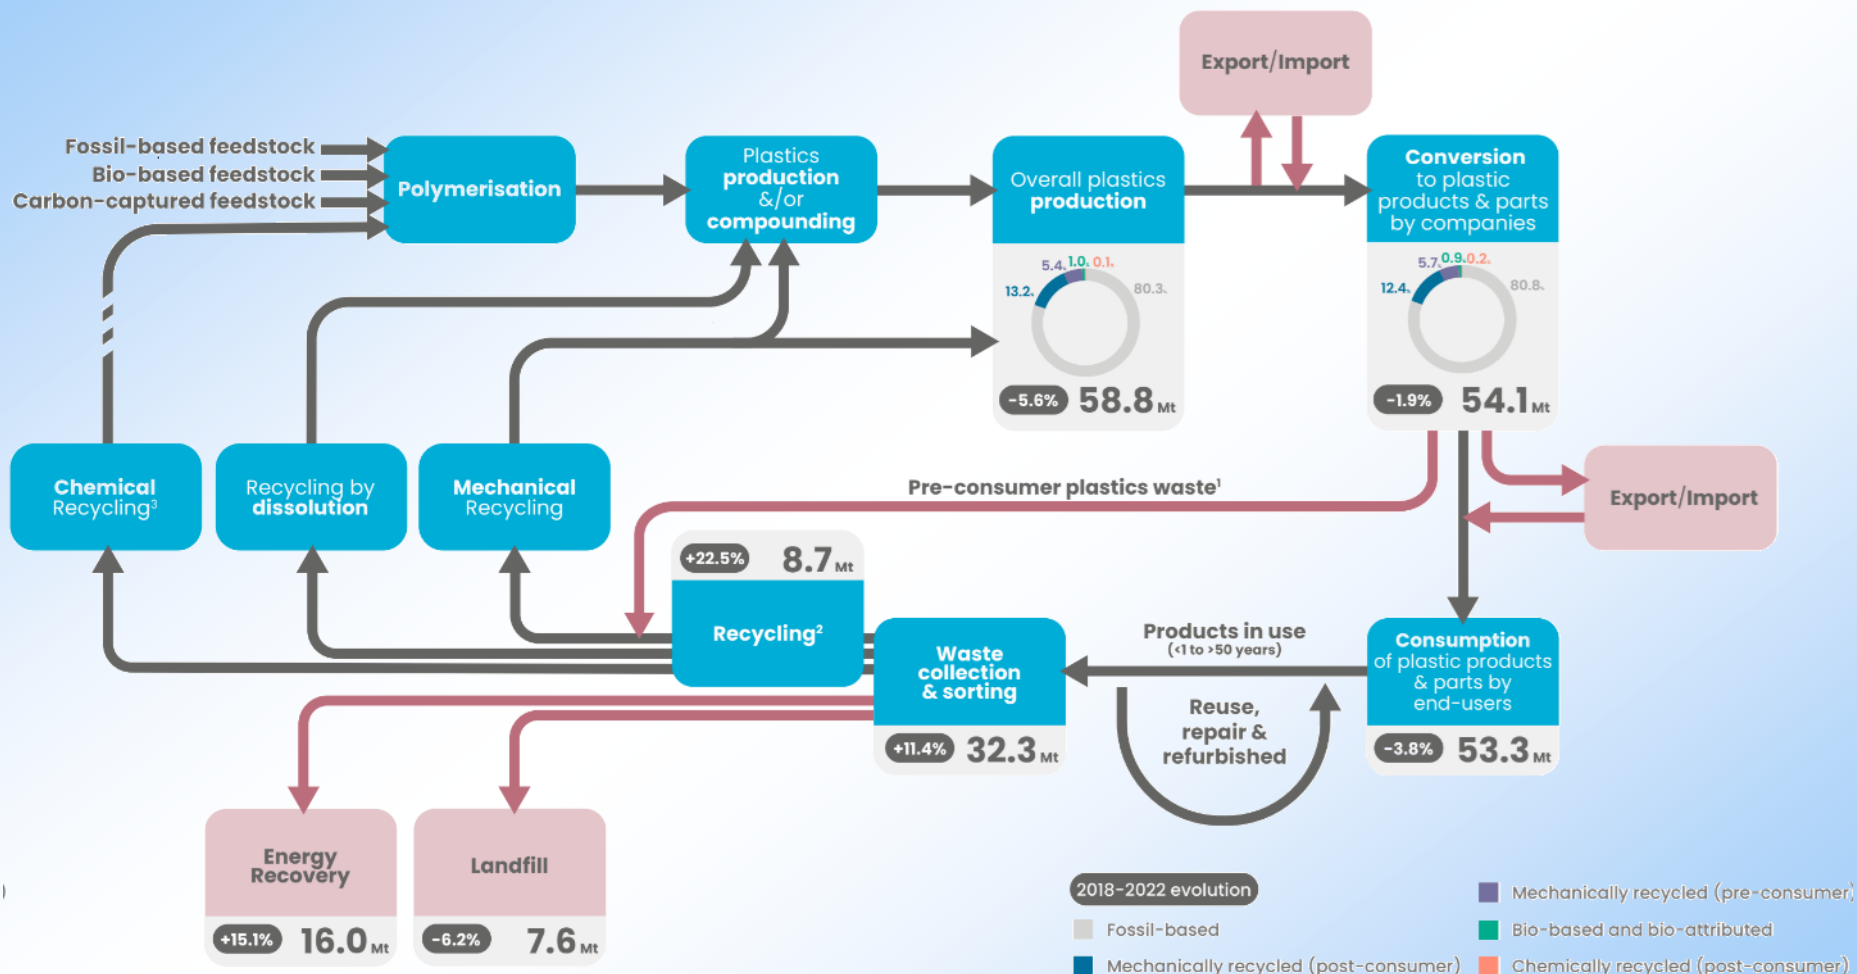 Export/Import
Fossil-based feedstock
Bio-based feedstock
Carbon-captured feedstock
Polymerisation
Plastics
production
&/or
compounding
Overall plastics
production
Conversion
to plastic
products & parts
by companies
5.4% 1.0% 0.1%
13.2%
80.3%
-5.6% 58.8 Mt
5.7% 0.9% 0.2%
12.4%
80.8%
-1.9% 54.1 Mt
Chemical
Recycling³
Recycling by
dissolution
Mechanical
Recycling
Pre-consumer plastics waste¹
Export/Import
+22.5% 8.7 Mt
Recycling²
Waste
collection
& sorting
+11.4% 32.3 Mt
Products in use
(<1 to >50 years)
Reuse,
repair &
refurbished
Consumption
of plastic products
& parts by
end-users
-3.8% 53.3 Mt
Energy
Recovery
+15.1% 16.0 Mt
Landfill
-6.2% 7.6 Mt
)
2018-2022 evolution
Fossil-based
Mechanically recycled (post-consumer)
Mechanically recycled (pre-consumer)
Bio-based and bio-attributed
Chemically recycled (post-consumer)